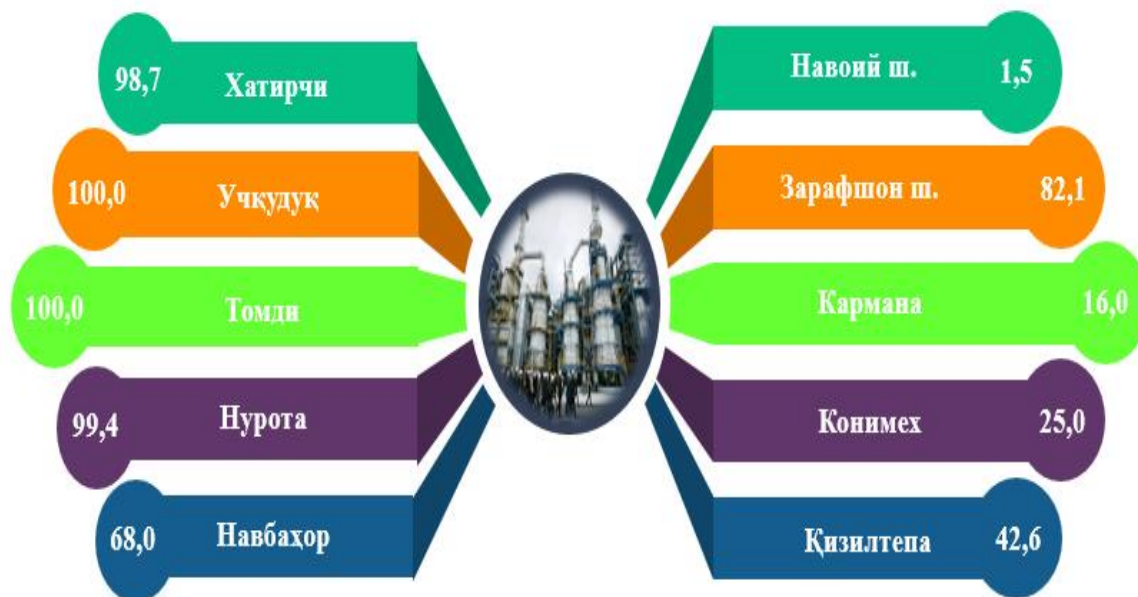 98,7 Хатирчи
100,0 Учқудуқ
100,0 Томди
99,4 Нурота
68,0 Навбаҳор
Навоий ш. 1,5
Зарафшон ш. 82,1
Кармана 16,0
Конимех 25,0
Қизилтепа 42,6